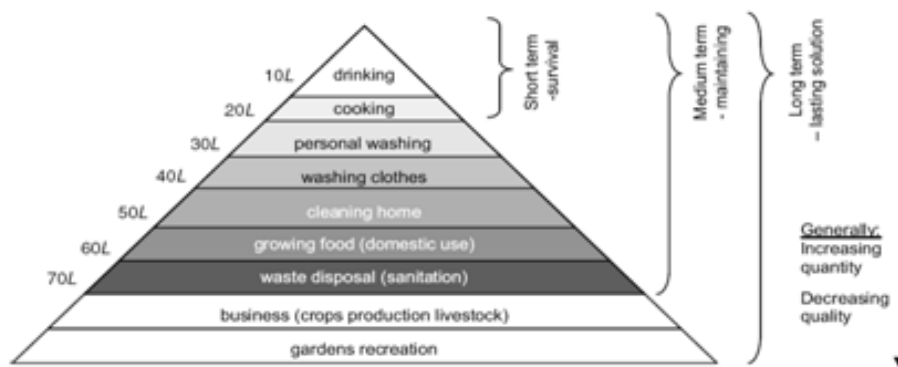 10L
drinking
20L
cooking
30L
personal washing
40L
washing clothes
50L
cleaning home
60L
growing food (domestic use)
70L
waste disposal (sanitation)
business (crops production livestock)
gardens recreation
Short term
-survival
Medium term
- maintaining
Long term
– lasting solution
Generally:
Increasing
quantity
Decreasing
quality